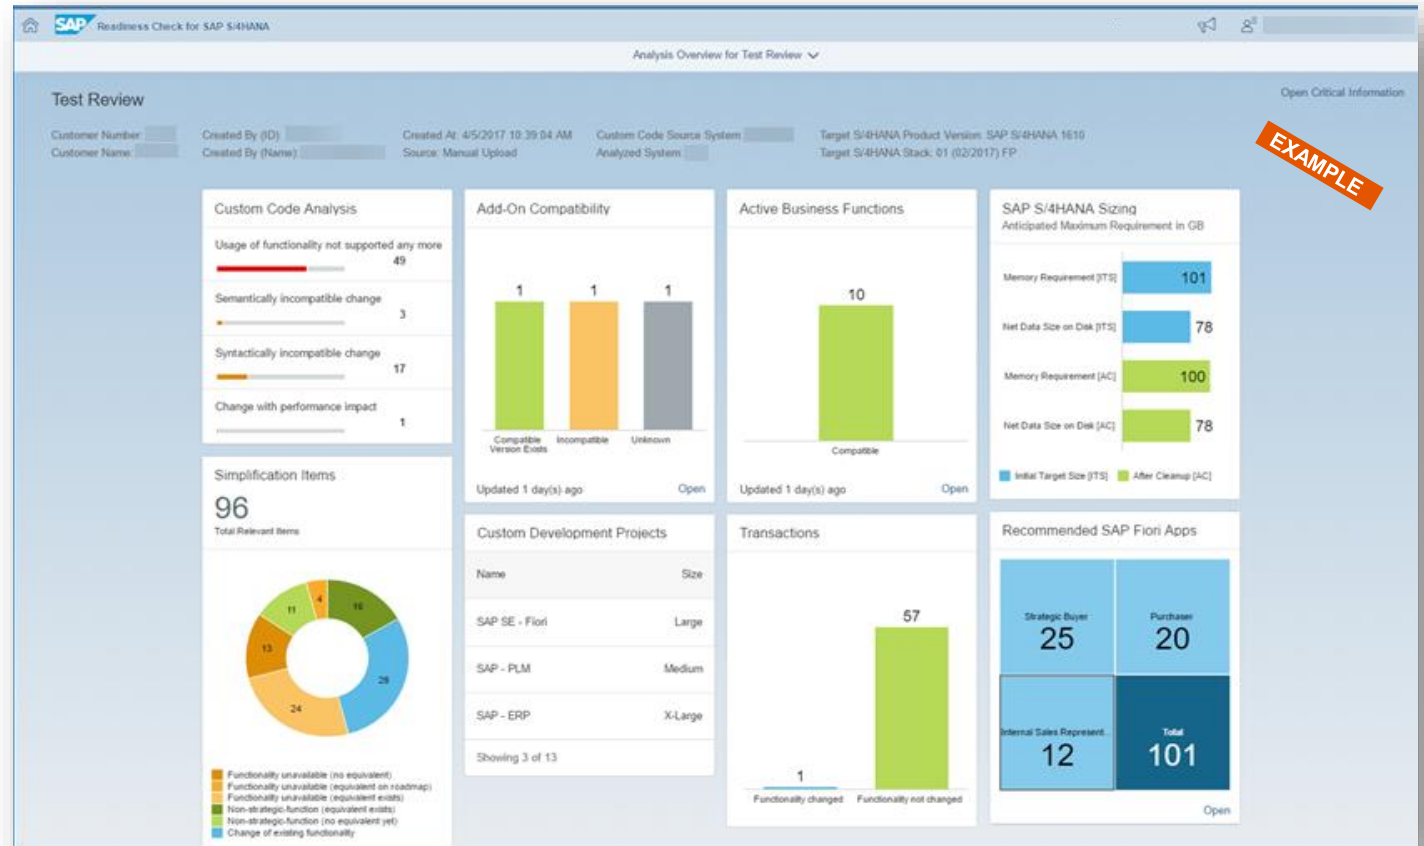 SAP Readiness Check for SAP S/4HANA
Analysis Overview for Test Review
Test Review
Open Critical Information
Customer Number:
Created By (ID):
Created At: 4/5/2017 10:39:04 AM
Custom Code Source System:
Target S/4HANA Product Version: SAP S/4HANA 1610
Customer Name:
Created By (Name):
Source: Manual Upload
Analyzed System:
Target S/4HANA Stack: 01 (02/2017) FP
EXAMPLE
Custom Code Analysis
Usage of functionality not supported any more
49
Semantically incompatible change
3
Syntactically incompatible change
17
Change with performance impact
1
Add-On Compatibility
1 1 1
Compatible
Version Exists
Incompatible
Unknown
Updated 1 day(s) ago
Open
Active Business Functions
10
Compatible
Updated 1 day(s) ago
Open
SAP S/4HANA Sizing
Anticipated Maximum Requirement in GB
Memory Requirement [ITS] 101
Net Data Size on Disk [ITS] 78
Memory Requirement [AC] 100
Net Data Size on Disk [AC] 78
Initial Target Size [ITS] After Cleanup [AC]
Simplification Items
96
Total Relevant Items
4
11
16
13
28
24
Functionality unavailable (no equivalent)
Functionality unavailable (equivalent on roadmap)
Functionality unavailable (equivalent exists)
Non-strategic-function (equivalent exists)
Non-strategic-function (no equivalent yet)
Change of existing functionality
Custom Development Projects
Name Size
SAP SE - Fiori Large
SAP - PLM Medium
SAP - ERP X-Large
Showing 3 of 13
Transactions
57
1
Functionality changed Functionality not changed
Recommended SAP Fiori Apps
Strategic Buyer
25
Purchaser
20
Internal Sales Represent...
12
Total
101
Open